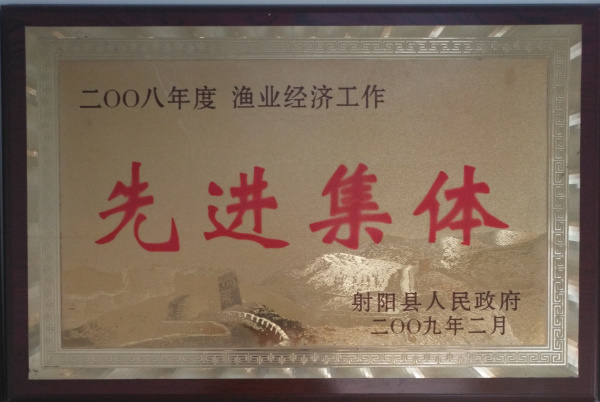 二〇〇八年度 渔业经济工作
先进集体
射阳县人民政府
二〇〇九年二月